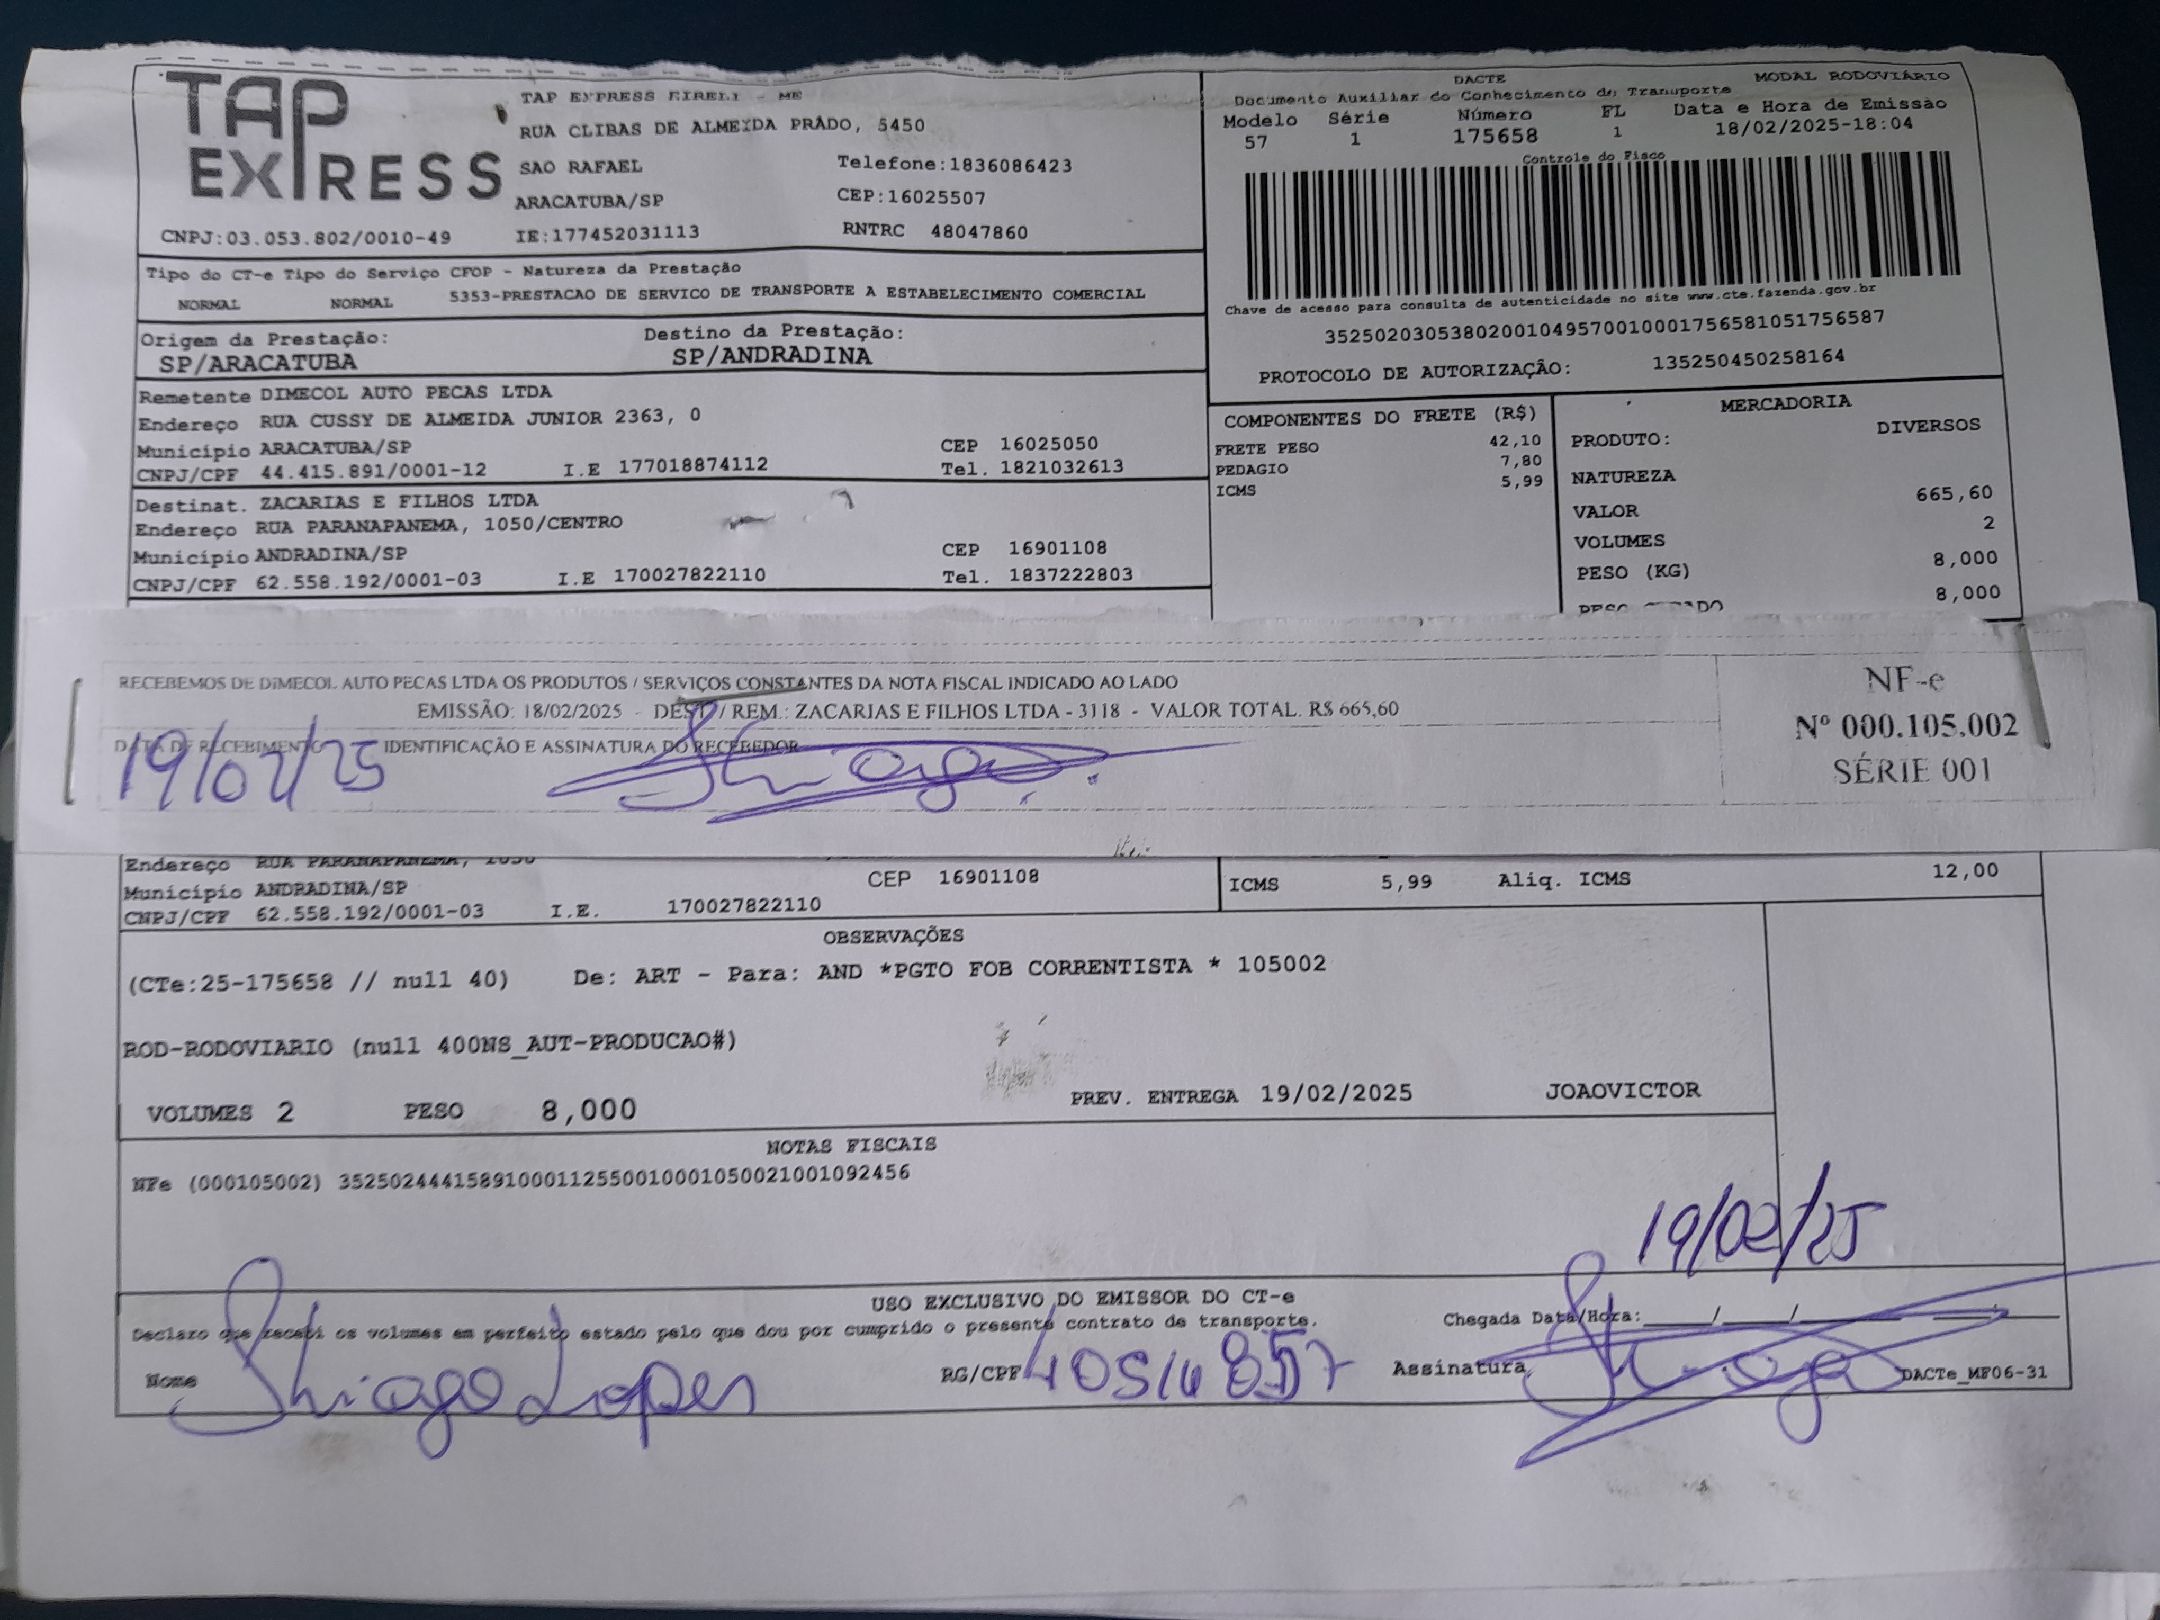 TAP EXPRESS
TAP EXPRESS EIRELI - ME
RUA CLIBAS DE ALMEIDA PRADO, 5450
SAO RAFAEL Telefone:1836086423
ARACATUBA/SP CEP:16025507
CNPJ:03.053.802/0010-49 IE:177452031113 RNTRC 48047860
DACTE MODAL RODOVIÁRIO
Documento Auxiliar do Conhecimento de Transporte
Modelo Série Número FL Data e Hora de Emissão
57 1 175658 1 18/02/2025-18:04
Controle do Fisco
Chave de acesso para consulta de autenticidade no site www.cte.fazenda.gov.br
35250203053802001049570010001756581051756587
PROTOCOLO DE AUTORIZAÇÃO: 135250450258164
Tipo do CT-e Tipo do Serviço CFOP - Natureza da Prestação
NORMAL NORMAL 5353-PRESTACAO DE SERVICO DE TRANSPORTE A ESTABELECIMENTO COMERCIAL
Origem da Prestação: Destino da Prestação:
SP/ARACATUBA SP/ANDRADINA
Remetente DIMECOL AUTO PECAS LTDA
Endereço RUA CUSSY DE ALMEIDA JUNIOR 2363, 0
Município ARACATUBA/SP CEP 16025050
CNPJ/CPF 44.415.891/0001-12 I.E 177018874112 Tel. 1821032613
Destinat. ZACARIAS E FILHOS LTDA
Endereço RUA PARANAPANEMA, 1050/CENTRO
Município ANDRADINA/SP CEP 16901108
CNPJ/CPF 62.558.192/0001-03 I.E 170027822110 Tel. 1837222803
COMPONENTES DO FRETE (R$)
FRETE PESO 42,10
PEDAGIO 7,80
ICMS 5,99
MERCADORIA
PRODUTO: DIVERSOS
NATUREZA
VALOR 665,60
VOLUMES 2
PESO (KG) 8,000
8,000
RECEBEMOS DE DIMECOL AUTO PECAS LTDA OS PRODUTOS / SERVIÇOS CONSTANTES DA NOTA FISCAL INDICADO AO LADO
EMISSÃO: 18/02/2025 - DEST. / REM.: ZACARIAS E FILHOS LTDA - 3118 - VALOR TOTAL. R$ 665,60
DATA DE RECEBIMENTO IDENTIFICAÇÃO E ASSINATURA DO RECEBEDOR
19/02/25 Thiago
NF-e
Nº 000.105.002
SÉRIE 001
Endereço RUA PARANAPANEMA, 1050
Município ANDRADINA/SP CEP 16901108
CNPJ/CPF 62.558.192/0001-03 I.E. 170027822110
ICMS 5,99 Aliq. ICMS 12,00
OBSERVAÇÕES
(CTe:25-175658 // null 40) De: ART - Para: AND *PGTO FOB CORRENTISTA * 105002
ROD-RODOVIARIO (null 400NS_AUT-PRODUCAO#)
VOLUMES 2 PESO 8,000 PREV. ENTREGA 19/02/2025 JOAOVICTOR
NOTAS FISCAIS
NFe (000105002) 35250244415891000112550010001050021001092456
19/02/25
USO EXCLUSIVO DO EMISSOR DO CT-e
Declaro que recebi os volumes em perfeito estado pelo que dou por cumprido o presente contrato de transporte. Chegada Data/Hora: ____/____/____
Nome Thiago Lopes RG/CPF Assinatura Thiago DACTe_MF06-31